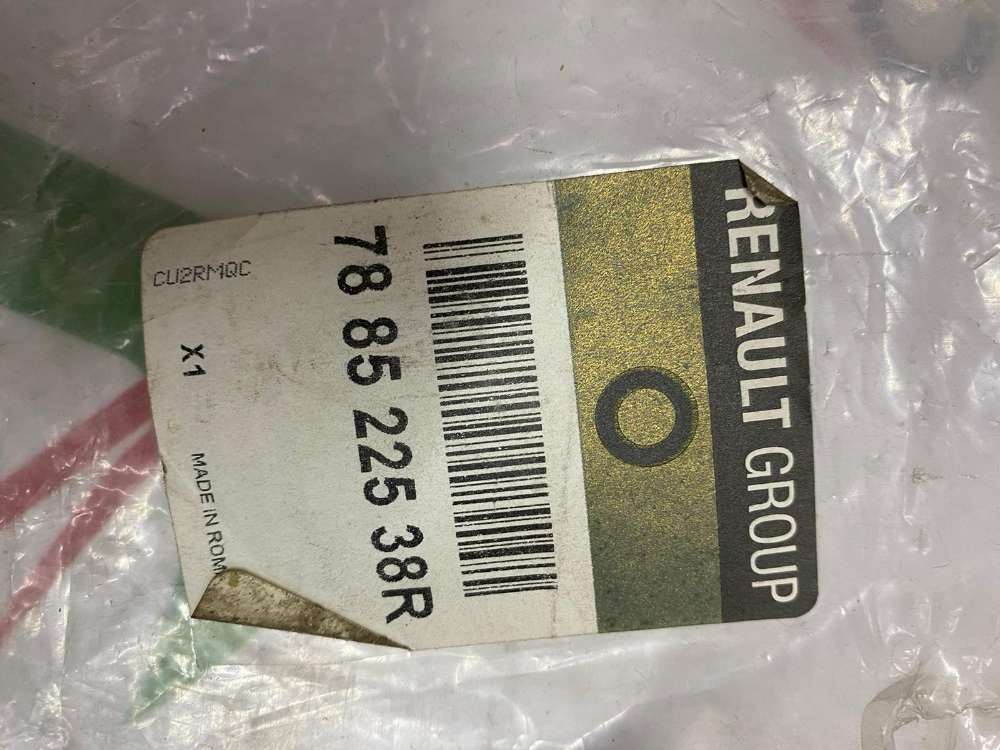 RENAULT GROUP
78 85 225 38R
CU2RMQC
X1 MADE IN ROM